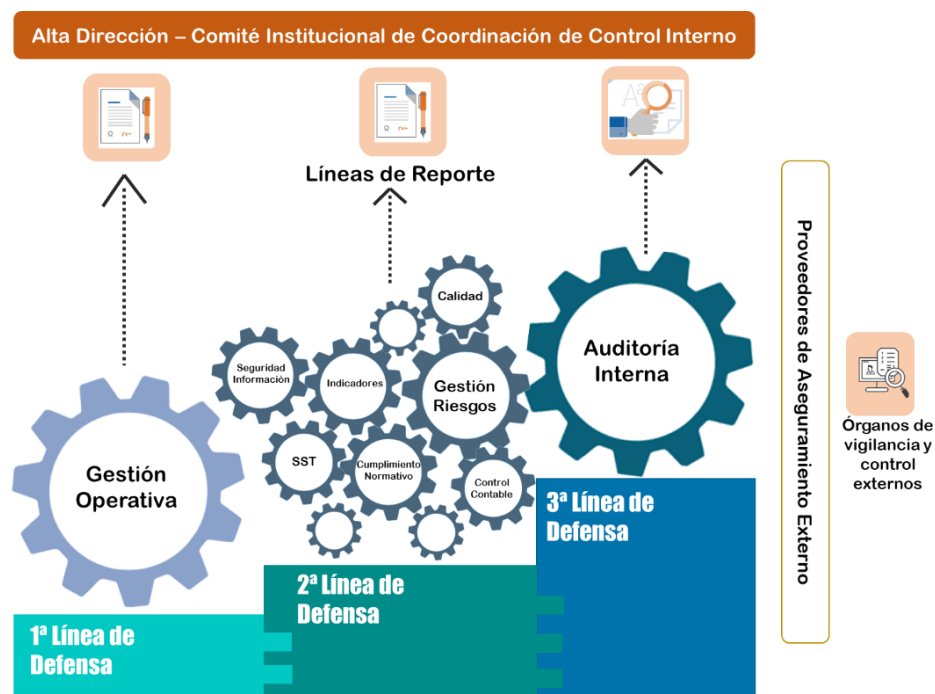 Alta Dirección – Comité Institucional de Coordinación de Control Interno
Líneas de Reporte
Calidad
Seguridad
Información
Indicadores
Gestión
Riesgos
Auditoría
Interna
Gestión
Operativa
SST
Cumplimiento
Normativo
Control
Contable
1ª Línea de
Defensa
2ª Línea de
Defensa
3ª Línea de
Defensa
Proveedores de Aseguramiento Externo
Órganos de
vigilancia y
control
externos